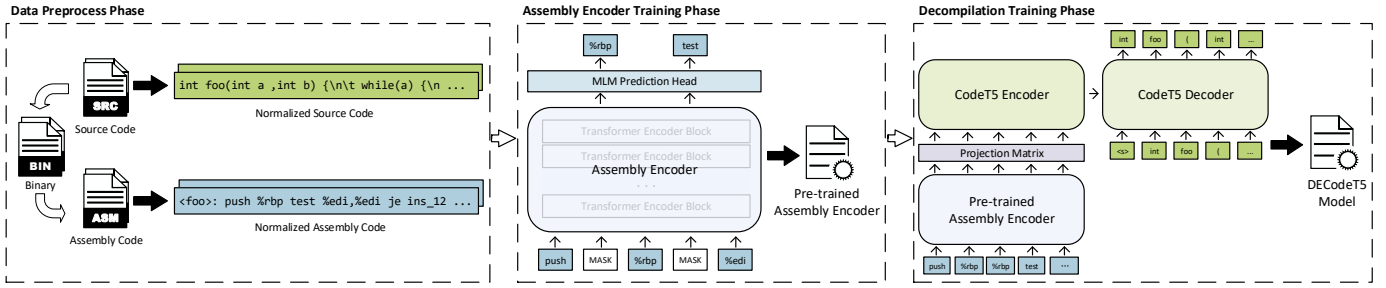 Data Preprocess Phase
SRC
Source Code
int foo(int a ,int b) {\n\t while(a) {\n ...
Normalized Source Code
BIN
Binary
ASM
Assembly Code
<foo>: push %rbp test %edi,%edi je ins_12 ...
Normalized Assembly Code
Assembly Encoder Training Phase
%rbp test
MLM Prediction Head
Transformer Encoder Block
Transformer Encoder Block
Assembly Encoder
. . .
Transformer Encoder Block
push MASK %rbp MASK %edi
Pre-trained
Assembly Encoder
Decompilation Training Phase
int foo ( int ...
CodeT5 Encoder
CodeT5 Decoder
<s> int foo ( ...
Projection Matrix
Pre-trained
Assembly Encoder
push %rbp %rbp test ...
DECodeT5
Model